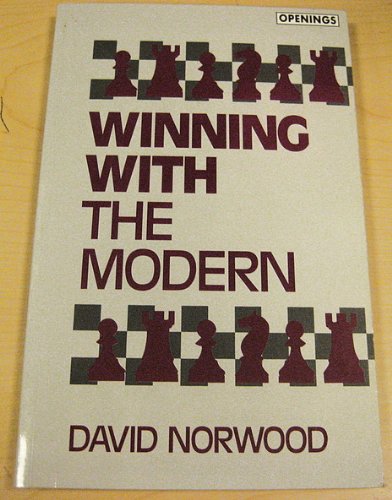 OPENINGS
WINNING
WITH
THE
MODERN
DAVID NORWOOD